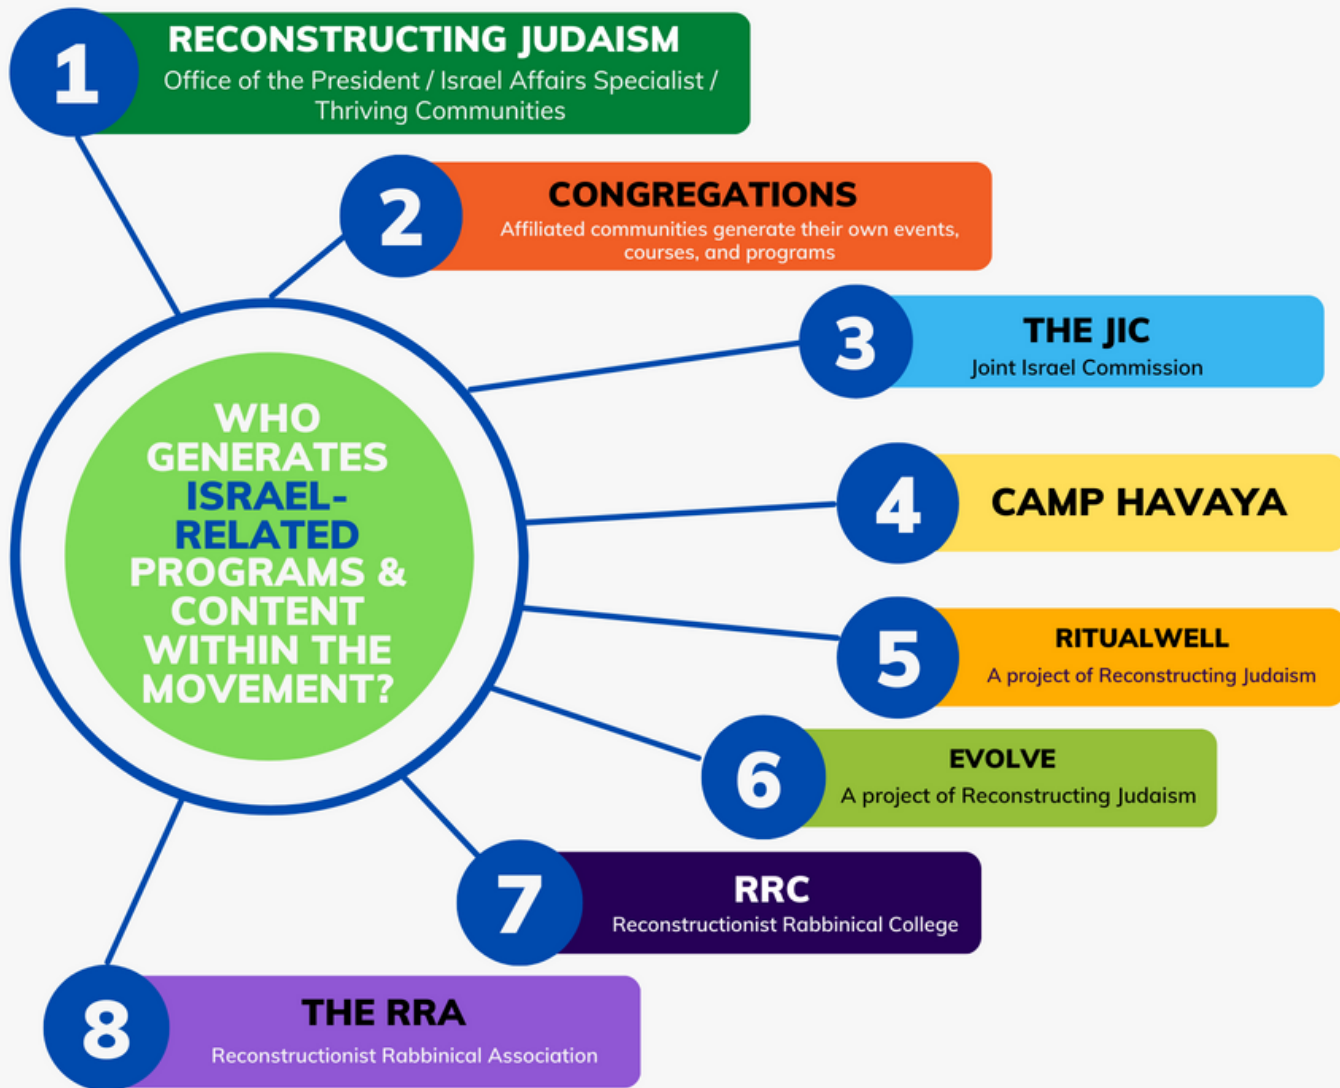 1
RECONSTRUCTING JUDAISM
Office of the President / Israel Affairs Specialist /
Thriving Communities
2
CONGREGATIONS
Affiliated communities generate their own events,
courses, and programs
3
THE JIC
Joint Israel Commission
WHO
GENERATES
ISRAEL-
RELATED
PROGRAMS &
CONTENT
WITHIN THE
MOVEMENT?
4
CAMP HAVAYA
5
RITUALWELL
A project of Reconstructing Judaism
6
EVOLVE
A project of Reconstructing Judaism
7
RRC
Reconstructionist Rabbinical College
8
THE RRA
Reconstructionist Rabbinical Association